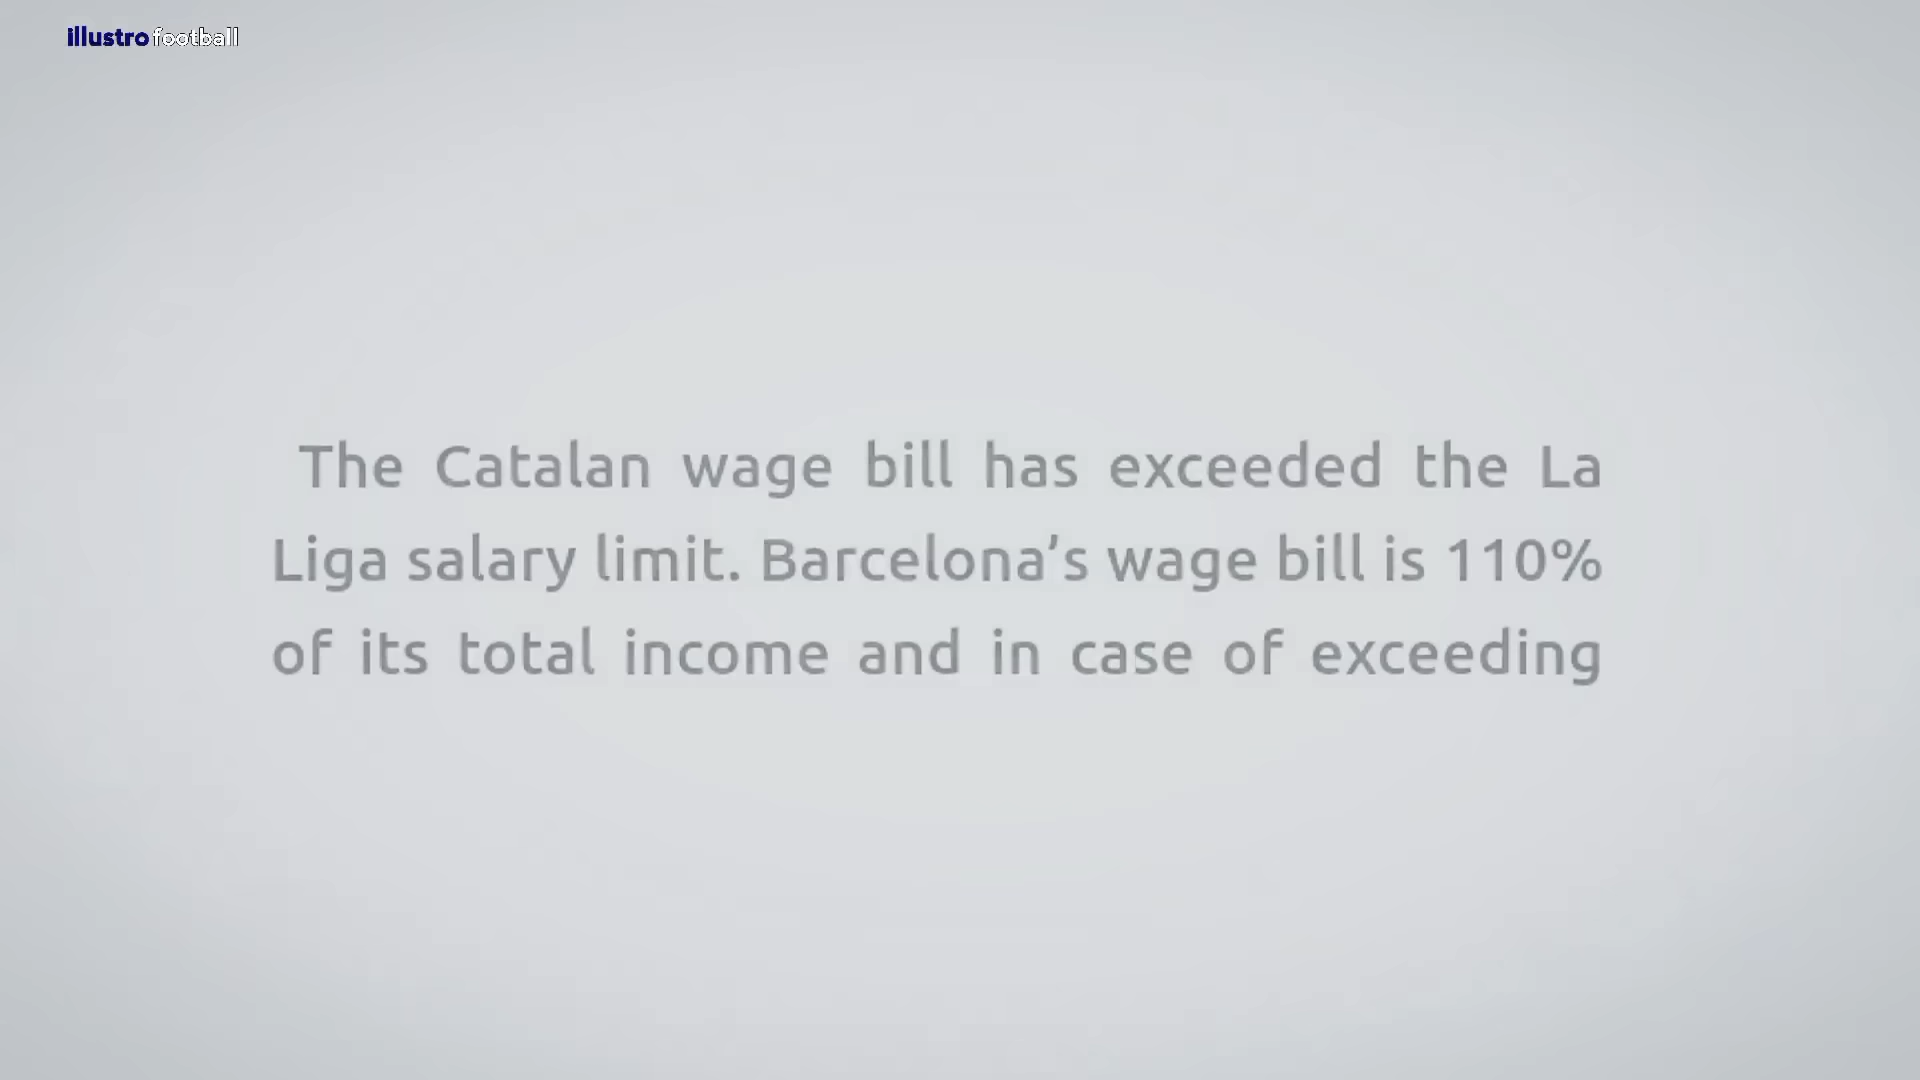 illustro football
The Catalan wage bill has exceeded the La
Liga salary limit. Barcelona’s wage bill is 110%
of its total income and in case of exceeding